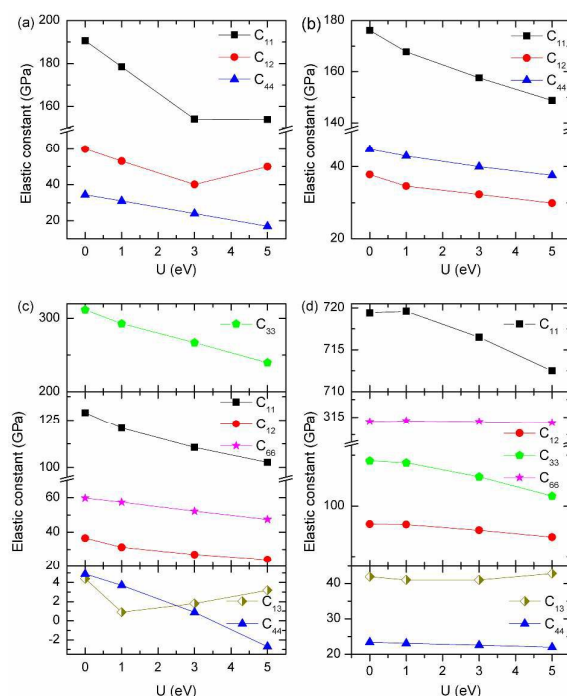 (a)
C11
C12
C44
Elastic constant (GPa)
200
180
160
60
40
20
0 1 2 3 4 5
U (eV)
(b)
C11
C12
C44
Elastic constant (GPa)
180
160
140
40
20
0 1 2 3 4 5
U (eV)
(c)
C33
C11
C12
C66
C13
C44
Elastic constant (GPa)
300
200
125
100
60
40
20
4
2
0
-2
0 1 2 3 4 5
U (eV)
(d)
C11
C12
C33
C66
C13
C44
Elastic constant (GPa)
720
715
710
315
100
40
30
20
0 1 2 3 4 5
U (eV)